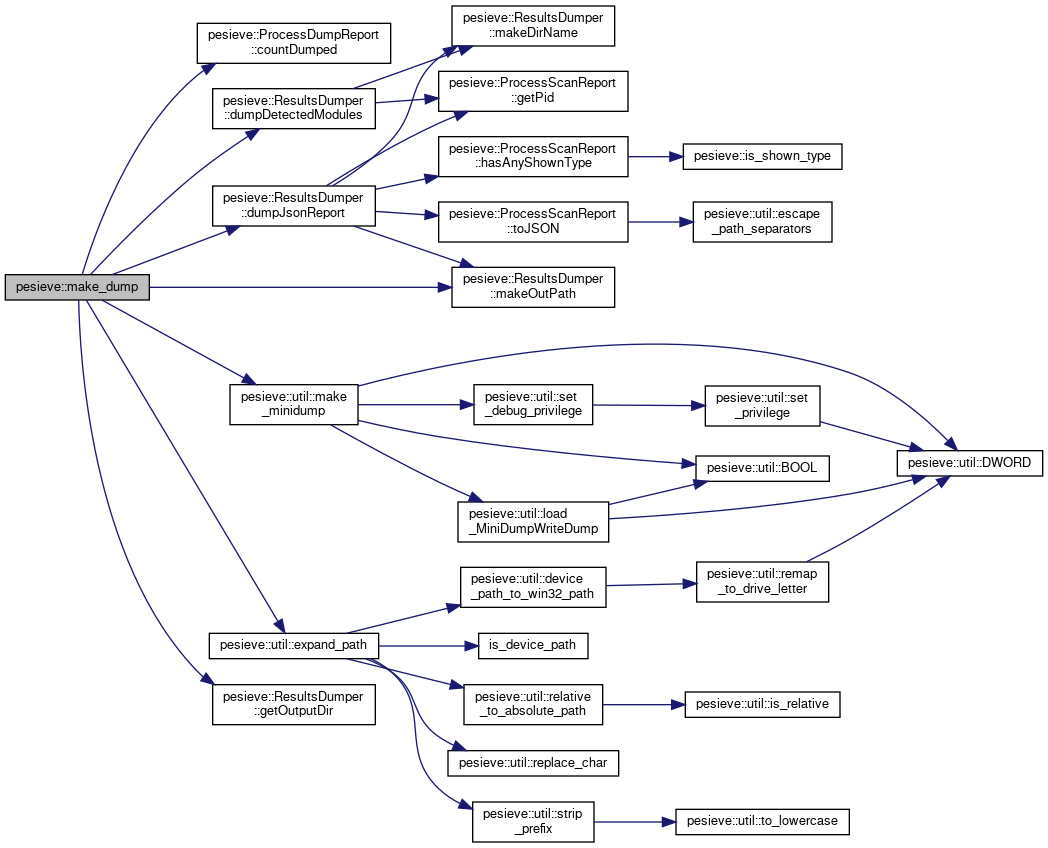 pesieve::ResultsDumper
::makeDirName
pesieve::ProcessDumpReport
::countDumped
pesieve::ProcessScanReport
::getPid
pesieve::ResultsDumper
::dumpDetectedModules
pesieve::ProcessScanReport
::hasAnyShownType
pesieve::is_shown_type
pesieve::ResultsDumper
::dumpJsonReport
pesieve::ProcessScanReport
::toJSON
pesieve::util::escape
_path_separators
pesieve::make_dump
pesieve::ResultsDumper
::makeOutPath
pesieve::util::make
_minidump
pesieve::util::set
_debug_privilege
pesieve::util::set
_privilege
pesieve::util::BOOL
pesieve::util::DWORD
pesieve::util::load
_MiniDumpWriteDump
pesieve::util::device
_path_to_win32_path
pesieve::util::remap
_to_drive_letter
pesieve::util::expand_path
is_device_path
pesieve::ResultsDumper
::getOutputDir
pesieve::util::relative
_to_absolute_path
pesieve::util::is_relative
pesieve::util::replace_char
pesieve::util::strip
_prefix
pesieve::util::to_lowercase